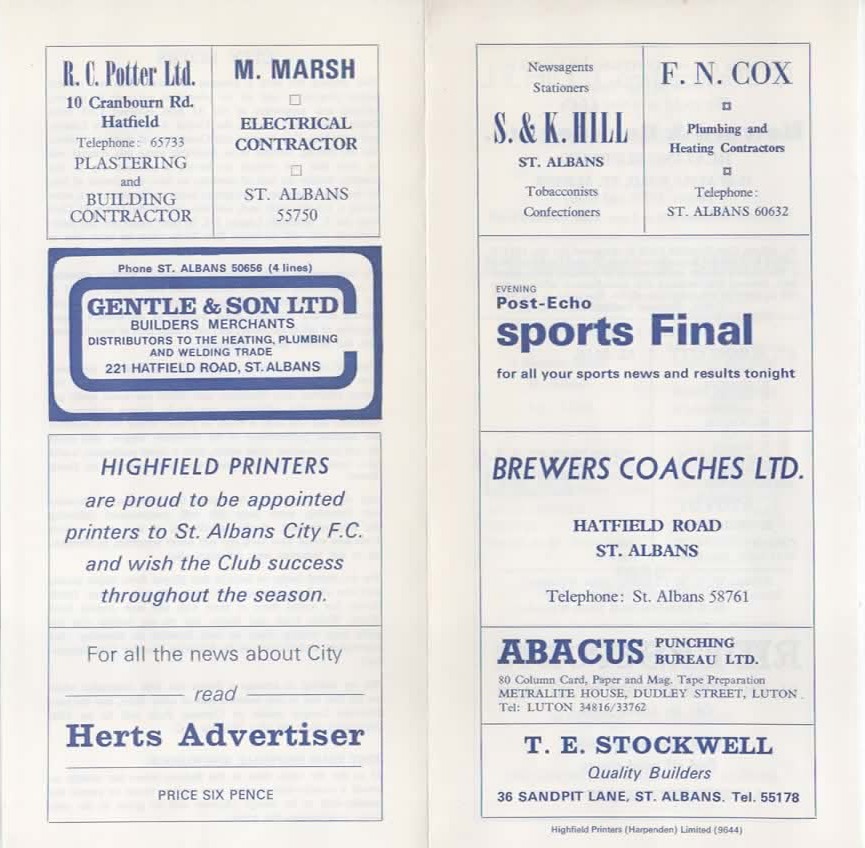 R. C. Potter Ltd.
10 Cranbourn Rd.
Hatfield
Telephone: 65733
PLASTERING
and
BUILDING
CONTRACTOR
M. MARSH
ELECTRICAL
CONTRACTOR
ST. ALBANS
55750
Phone ST. ALBANS 50656 (4 lines)
GENTLE & SON LTD
BUILDERS MERCHANTS
DISTRIBUTORS TO THE HEATING, PLUMBING
AND WELDING TRADE
221 HATFIELD ROAD, ST. ALBANS
HIGHFIELD PRINTERS
are proud to be appointed
printers to St. Albans City F.C.
and wish the Club success
throughout the season.
For all the news about City
read
Herts Advertiser
PRICE SIX PENCE
Newsagents
Stationers
S. & K. HILL
ST. ALBANS
Tobacconists
Confectioners
F. N. COX
Plumbing and
Heating Contractors
Telephone:
ST. ALBANS 60632
EVENING
Post-Echo
sports Final
for all your sports news and results tonight
BREWERS COACHES LTD.
HATFIELD ROAD
ST. ALBANS
Telephone: St. Albans 58761
ABACUS PUNCHING
BUREAU LTD.
80 Column Card, Paper and Mag. Tape Preparation
METRALITE HOUSE, DUDLEY STREET, LUTON.
Tel: LUTON 34816/33762
T. E. STOCKWELL
Quality Builders
36 SANDPIT LANE, ST. ALBANS. Tel. 55178
Highfield Printers (Harpenden) Limited (9644)